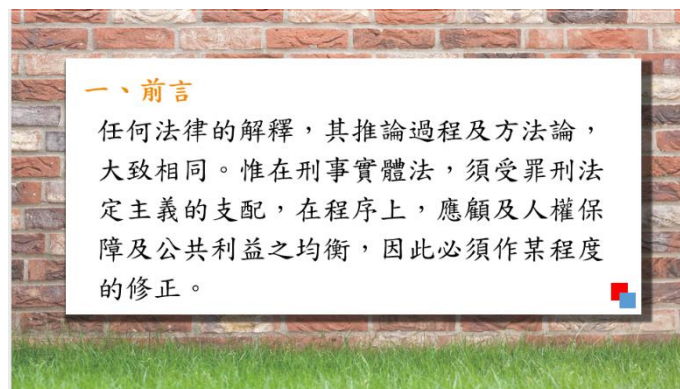 一、前言
任何法律的解釋，其推論過程及方法論，
大致相同。惟在刑事實體法，須受罪刑法
定主義的支配，在程序上，應顧及人權保
障及公共利益之均衡，因此必須作某程度
的修正。